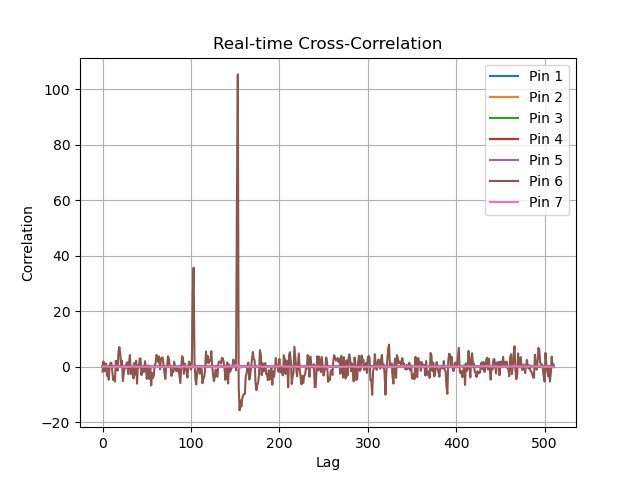 Real-time Cross-Correlation
Pin 1
Pin 2
Pin 3
Pin 4
Pin 5
Pin 6
Pin 7
100
80
60
40
20
0
−20
Correlation
0 100 200 300 400 500
Lag